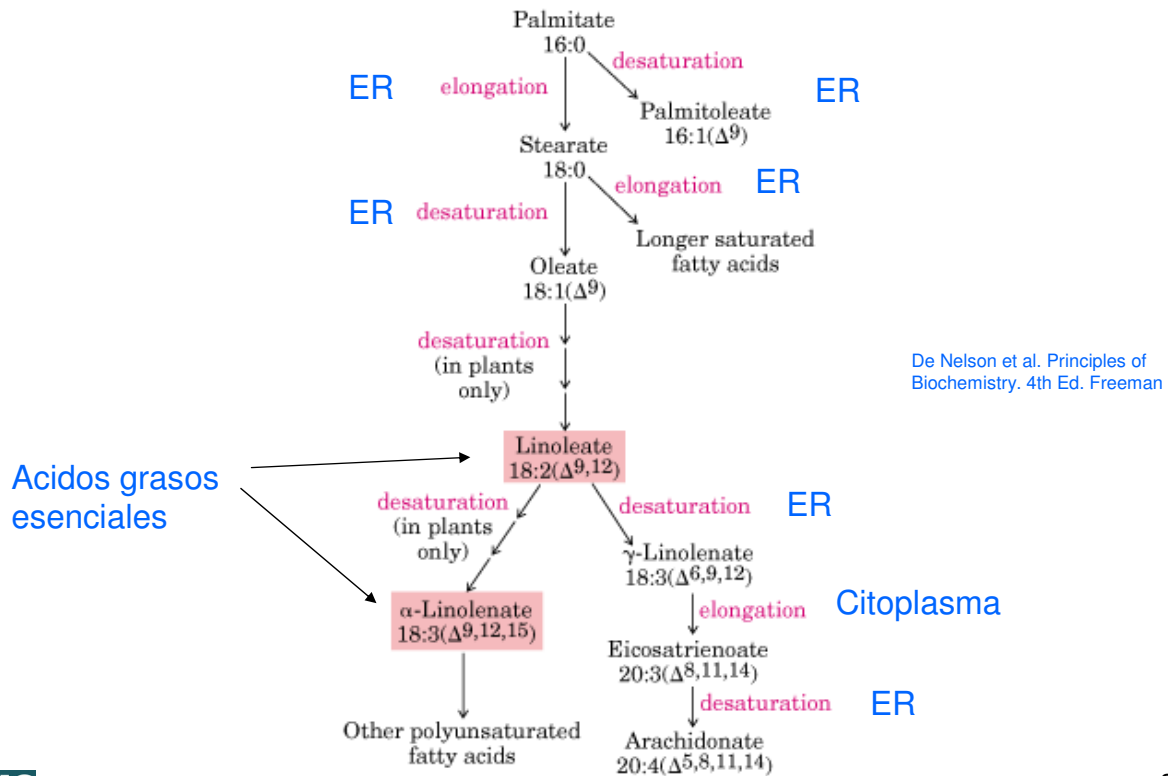 Palmitate
16:0
desaturation
ER
elongation
ER
Palmitoleate
16:1(Δ9)
Stearate
18:0
elongation
ER
ER
desaturation
Longer saturated
fatty acids
Oleate
18:1(Δ9)
desaturation
(in plants
only)
De Nelson et al. Principles of
Biochemistry. 4th Ed. Freeman
Linoleate
18:2(Δ9,12)
Acidos grasos
esenciales
desaturation
(in plants
only)
desaturation
ER
γ-Linolenate
18:3(Δ6,9,12)
α-Linolenate
18:3(Δ9,12,15)
elongation
Citoplasma
Eicosatrienoate
20:3(Δ8,11,14)
desaturation
ER
Other polyunsaturated
fatty acids
Arachidonate
20:4(Δ5,8,11,14)